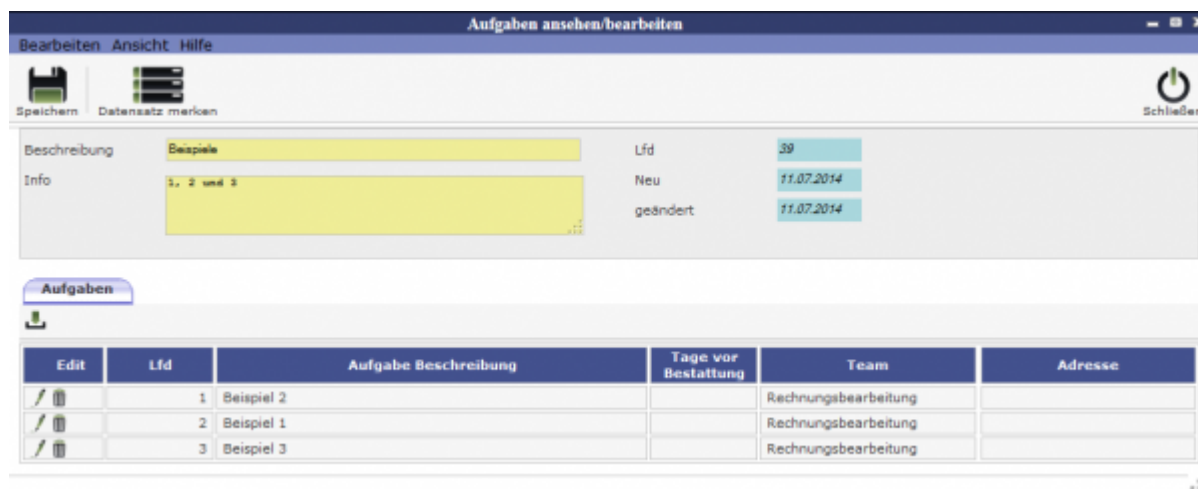 Aufgaben ansehen/bearbeiten
Bearbeiten Ansicht Hilfe
Speichern Datensatz merken Schließen
Beschreibung Beispiele Lfd 39
Info 1, 2 und 3 Neu 11.07.2014
geändert 11.07.2014
Aufgaben
Edit Lfd Aufgabe Beschreibung Tage vor Bestattung Team Adresse
1 Beispiel 2 Rechnungsbearbeitung
2 Beispiel 1 Rechnungsbearbeitung
3 Beispiel 3 Rechnungsbearbeitung